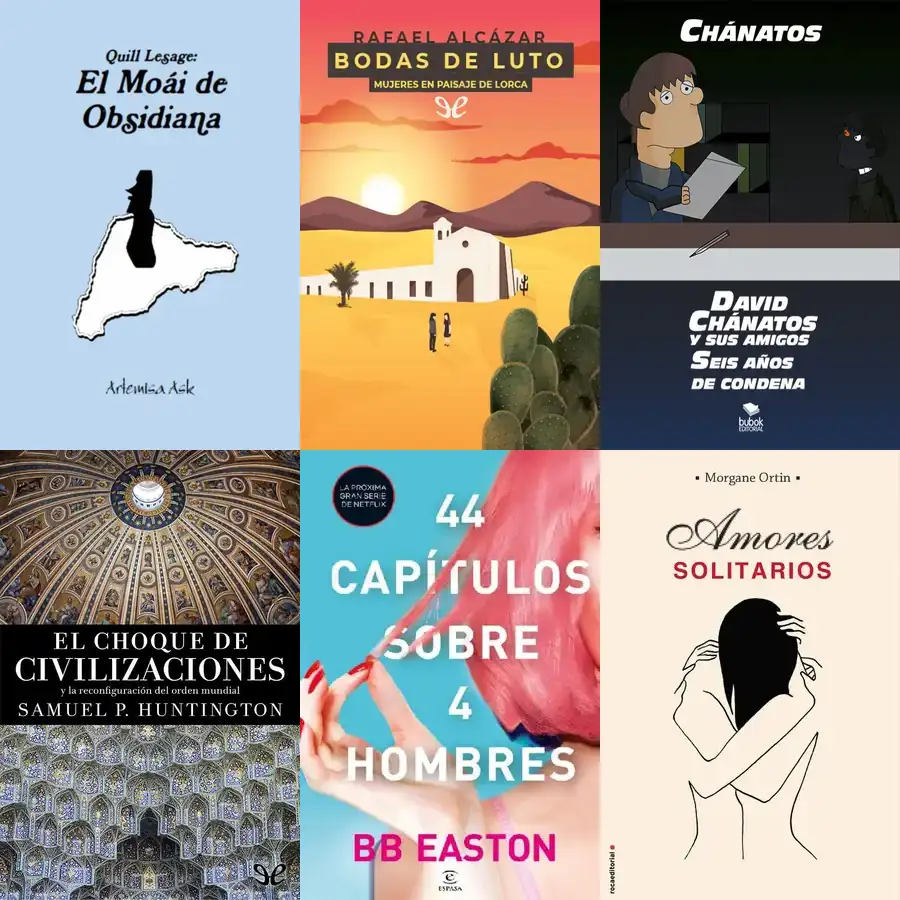 Quill Lesage:
El Moái de
Obsidiana
Artemisa Ask
RAFAEL ALCÁZAR
BODAS DE LUTO
MUJERES EN PAISAJE DE LORCA
CHÁNATOS
DAVID
CHÁNATOS
Y SUS AMIGOS
SEIS AÑOS
DE CONDENA
bubok
EDITORIAL
EL CHOQUE DE
CIVILIZACIONES
y la reconfiguración del orden mundial
SAMUEL P. HUNTINGTON
LA PRÓXIMA
GRAN SERIE
DE NETFLIX
44
CAPÍTULOS
SOBRE
4
HOMBRES
BB EASTON
ESPASA
▪ Morgane Ortin ▪
Amores
SOLITARIOS
rocaeditorial